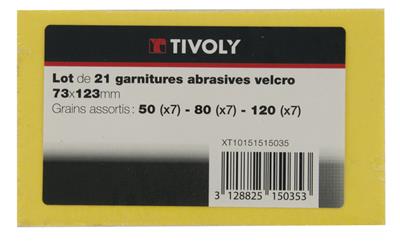 TIVOLY
Lot de 21 garnitures abrasives velcro
73x123mm
Grains assortis : 50 (x7) - 80 (x7) - 120 (x7)
XT10151515035
3 128825 150353